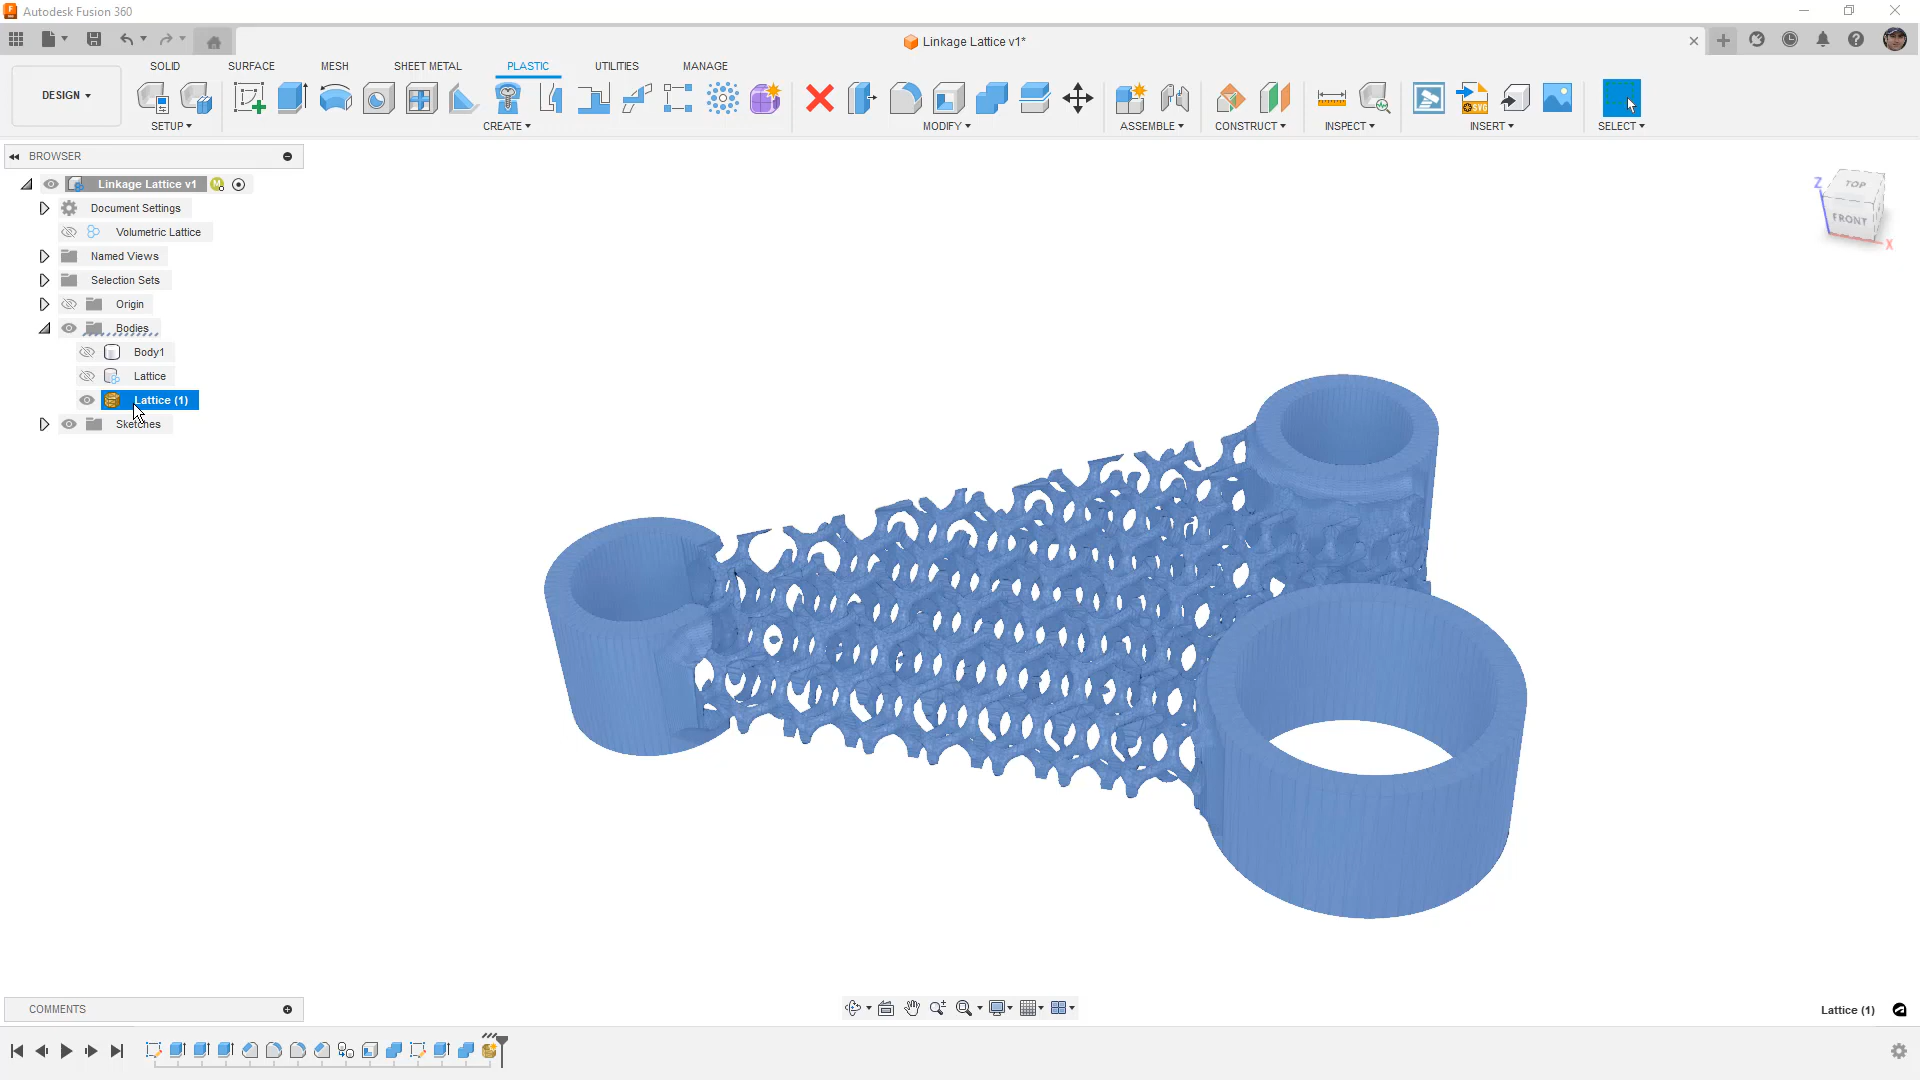 Autodesk Fusion 360
Linkage Lattice v1*
DESIGN
SOLID SURFACE MESH SHEET METAL PLASTIC UTILITIES MANAGE
SETUP CREATE MODIFY ASSEMBLE CONSTRUCT INSPECT INSERT SELECT
SVG
BROWSER
Linkage Lattice v1
M
Document Settings
Volumetric Lattice
Named Views
Selection Sets
Origin
Bodies
Body1
Lattice
Lattice (1)
Sketches
Z
TOP
FRONT
X
COMMENTS
Lattice (1)